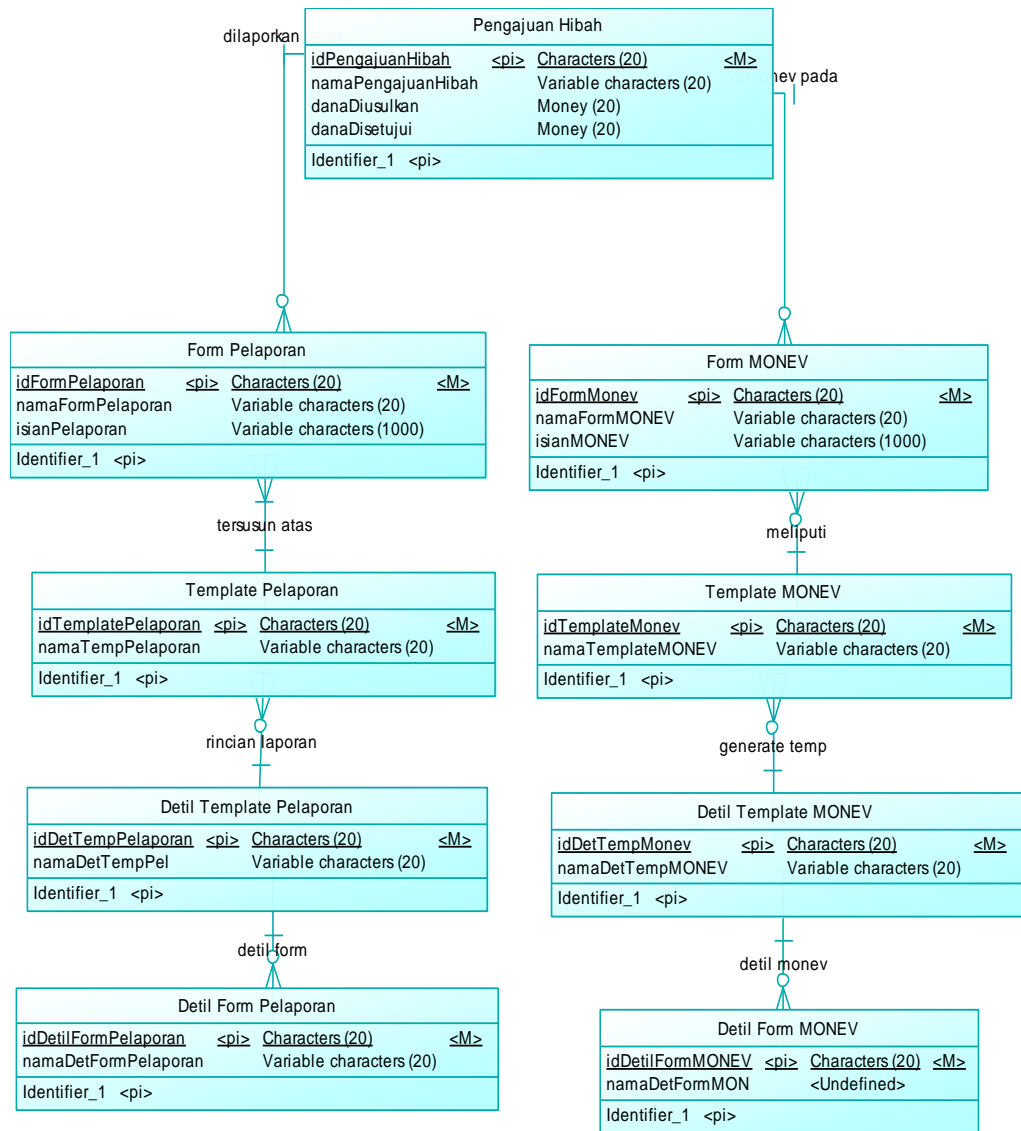 Pengajuan Hibah
idPengajuanHibah <pi> Characters (20) <M>
namaPengajuanHibah Variable characters (20)
danaDiusulkan Money (20)
danaDisetujui Money (20)
Identifier_1 <pi>
dilaporkan
nev pada
Form Pelaporan
idFormPelaporan <pi> Characters (20) <M>
namaFormPelaporan Variable characters (20)
isianPelaporan Variable characters (1000)
Identifier_1 <pi>
Form MONEV
idFormMonev <pi> Characters (20) <M>
namaFormMONEV Variable characters (20)
isianMONEV Variable characters (1000)
Identifier_1 <pi>
tersusun atas
meliputi
Template Pelaporan
idTemplatePelaporan <pi> Characters (20) <M>
namaTempPelaporan Variable characters (20)
Identifier_1 <pi>
Template MONEV
idTemplateMonev <pi> Characters (20) <M>
namaTemplateMONEV Variable characters (20)
Identifier_1 <pi>
rincian laporan
generate temp
Detil Template Pelaporan
idDetTempPelaporan <pi> Characters (20) <M>
namaDetTempPel Variable characters (20)
Identifier_1 <pi>
Detil Template MONEV
idDetTempMonev <pi> Characters (20) <M>
namaDetTempMONEV Variable characters (20)
Identifier_1 <pi>
detil form
detil monev
Detil Form Pelaporan
idDetilFormPelaporan <pi> Characters (20) <M>
namaDetFormPelaporan Variable characters (20)
Identifier_1 <pi>
Detil Form MONEV
idDetilFormMONEV <pi> Characters (20) <M>
namaDetFormMON <Undefined>
Identifier_1 <pi>